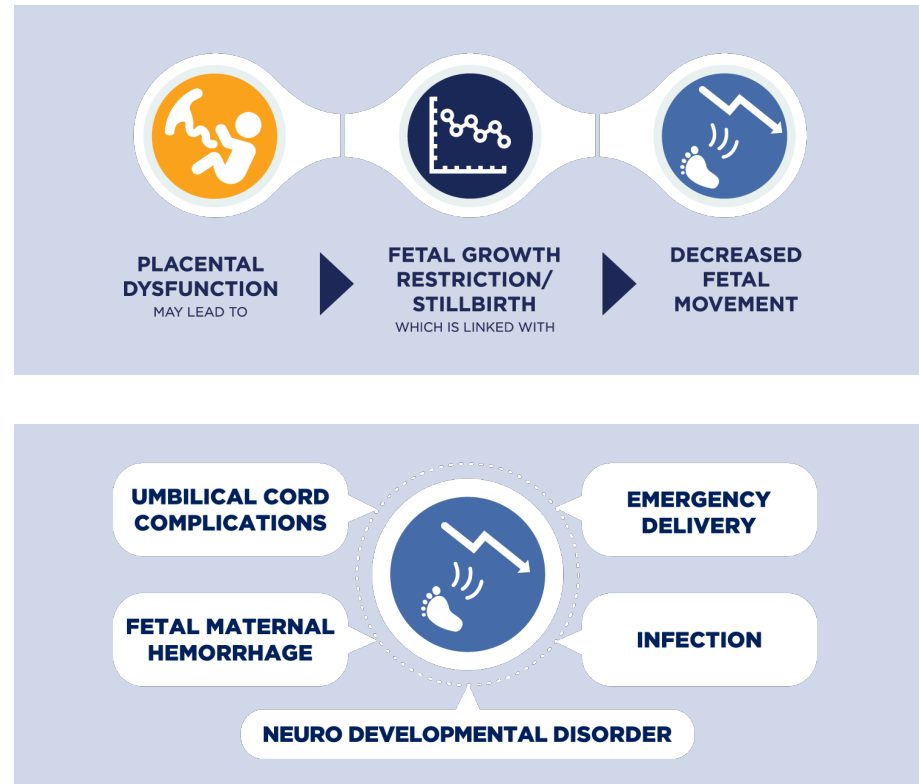 PLACENTAL
DYSFUNCTION
MAY LEAD TO
FETAL GROWTH
RESTRICTION/
STILLBIRTH
WHICH IS LINKED WITH
DECREASED
FETAL
MOVEMENT
UMBILICAL CORD
COMPLICATIONS
EMERGENCY
DELIVERY
FETAL MATERNAL
HEMORRHAGE
INFECTION
NEURO DEVELOPMENTAL DISORDER